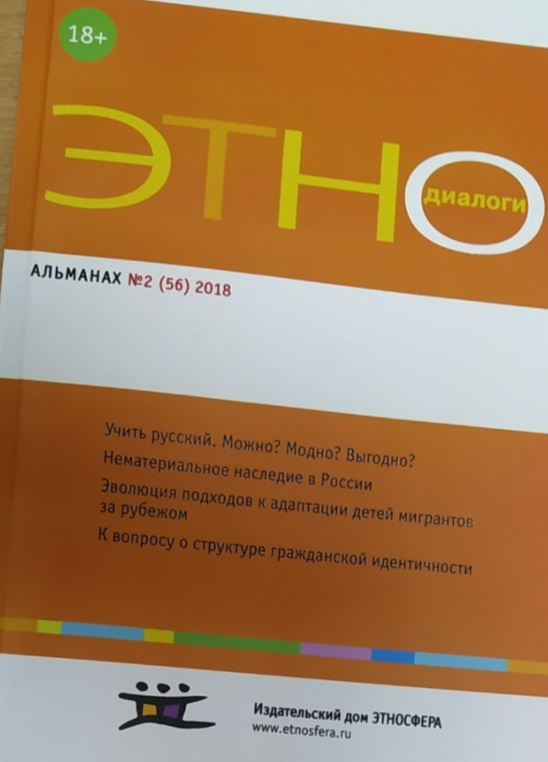 18+
ЭТНО
диалоги
АЛЬМАНАХ №2 (56) 2018
Учить русский. Можно? Модно? Выгодно?
Нематериальное наследие в России
Эволюция подходов к адаптации детей мигрантов
за рубежом
К вопросу о структуре гражданской идентичности
Издательский дом ЭТНОСФЕРА
www.etnosfera.ru